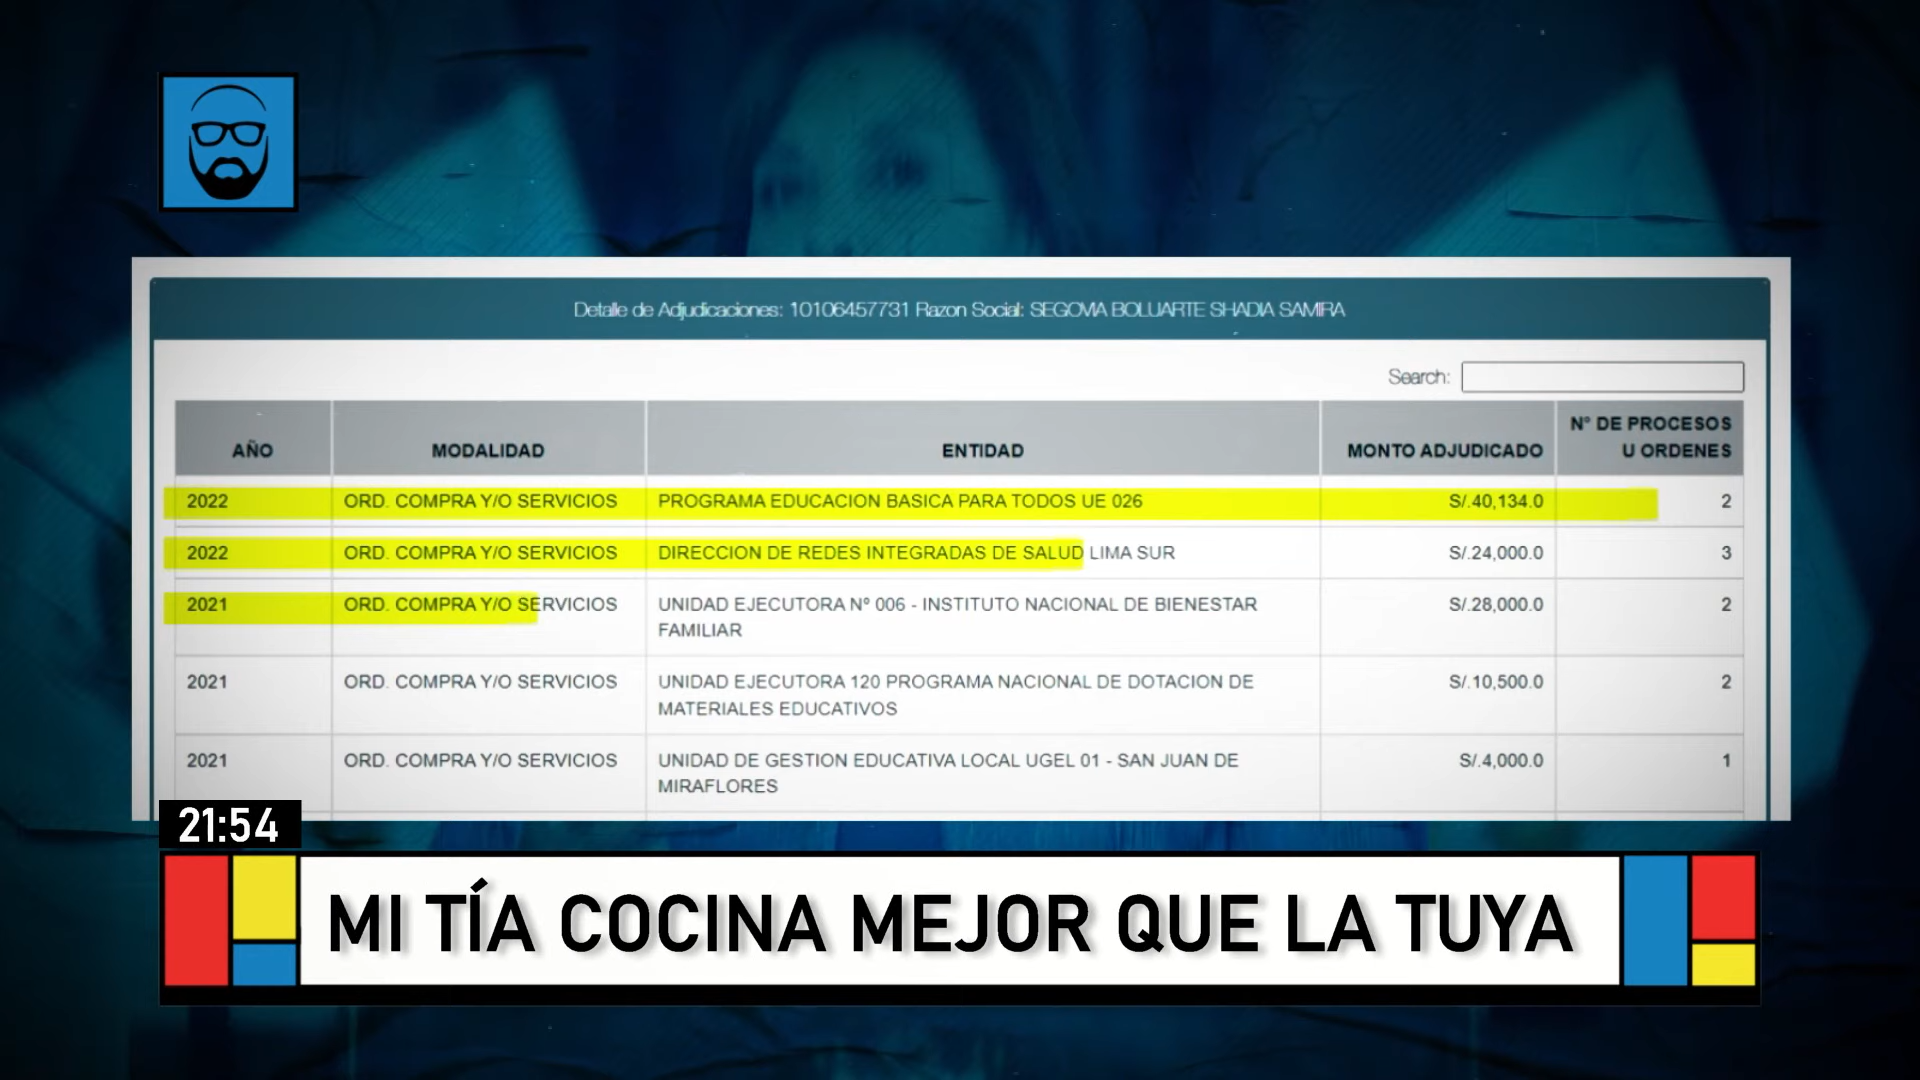 Detalle de Adjudicaciones: 10106457731 Razon Social: SEGOVIA BOLUARTE SHADIA SAMIRA
Search:
AÑO MODALIDAD ENTIDAD MONTO ADJUDICADO N° DE PROCESOS U ORDENES
2022 ORD. COMPRA Y/O SERVICIOS PROGRAMA EDUCACION BASICA PARA TODOS UE 026 S/.40,134.0 2
2022 ORD. COMPRA Y/O SERVICIOS DIRECCION DE REDES INTEGRADAS DE SALUD LIMA SUR S/.24,000.0 3
2021 ORD. COMPRA Y/O SERVICIOS UNIDAD EJECUTORA Nº 006 - INSTITUTO NACIONAL DE BIENESTAR S/.28,000.0 2
FAMILIAR
2021 ORD. COMPRA Y/O SERVICIOS UNIDAD EJECUTORA 120 PROGRAMA NACIONAL DE DOTACION DE S/.10,500.0 2
MATERIALES EDUCATIVOS
2021 ORD. COMPRA Y/O SERVICIOS UNIDAD DE GESTION EDUCATIVA LOCAL UGEL 01 - SAN JUAN DE S/.4,000.0 1
MIRAFLORES
21:54
MI TÍA COCINA MEJOR QUE LA TUYA